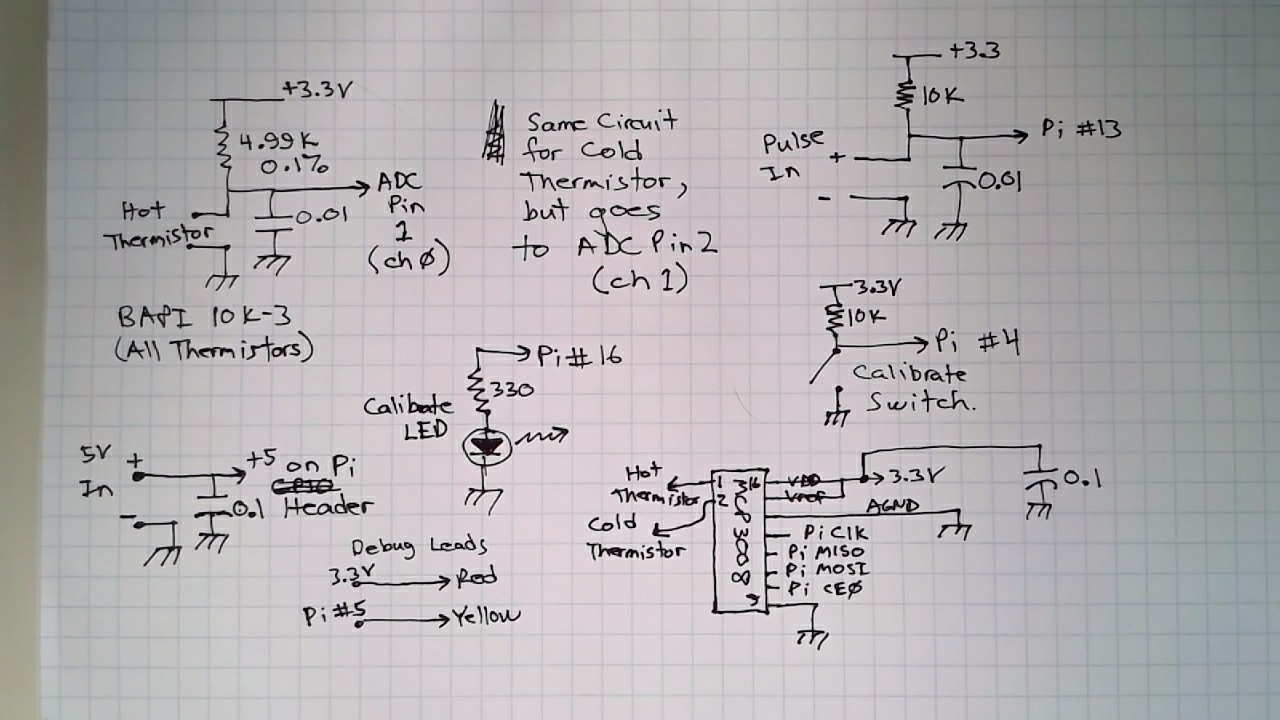 +3.3V
4.99K
0.1%
ADC
Pin
1
(ch Ø)
0.01
Hot
Thermistor
BAPI 10K-3
(All Thermistors)
Same Circuit
for Cold
Thermistor,
but goes
to ADC Pin 2
(ch 1)
+3.3
10K
Pi #13
Pulse
In
+
-
0.01
3.3V
10K
Pi #4
Calibrate
Switch.
Pi # 16
330
Calibate
LED
5V
In
+
-
+5 on Pi
Header
0.1
Debug Leads
3.3V Red
Pi #5 Yellow
Hot
Thermistor
Cold
Thermistor
1
2
16
3008
VDD
Vref
3.3V
0.1
AGND
Pi Clk
Pi MISO
Pi MOSI
Pi CEØ